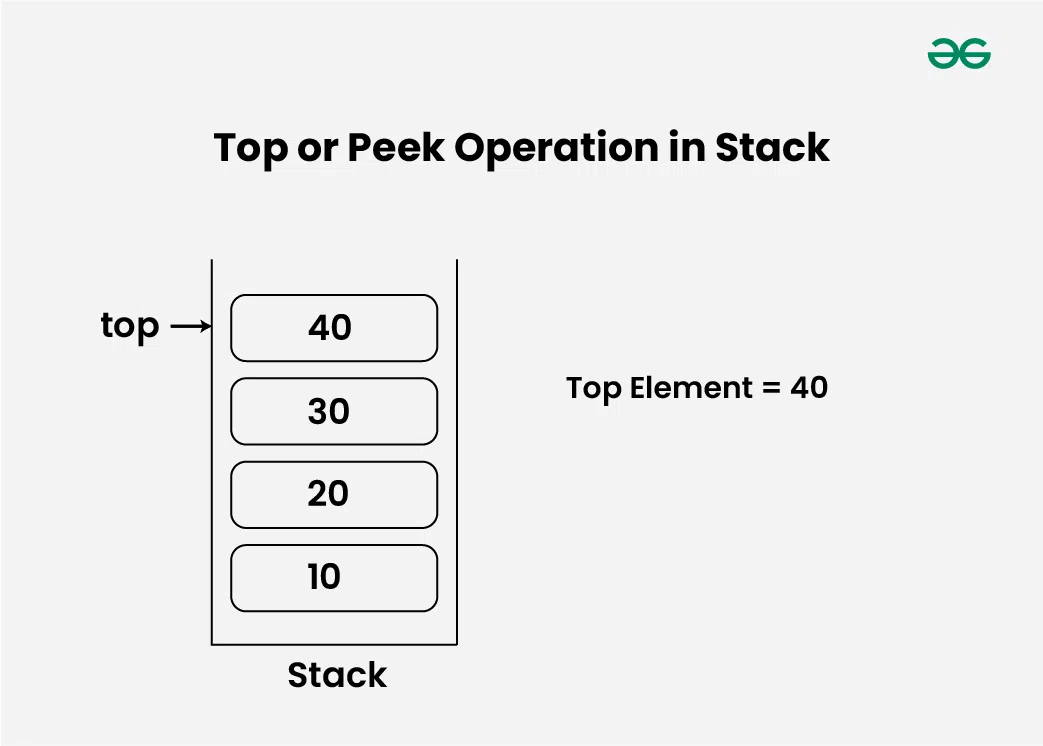 Top or Peek Operation in Stack
top
40
30
Top Element = 40
20
10
Stack